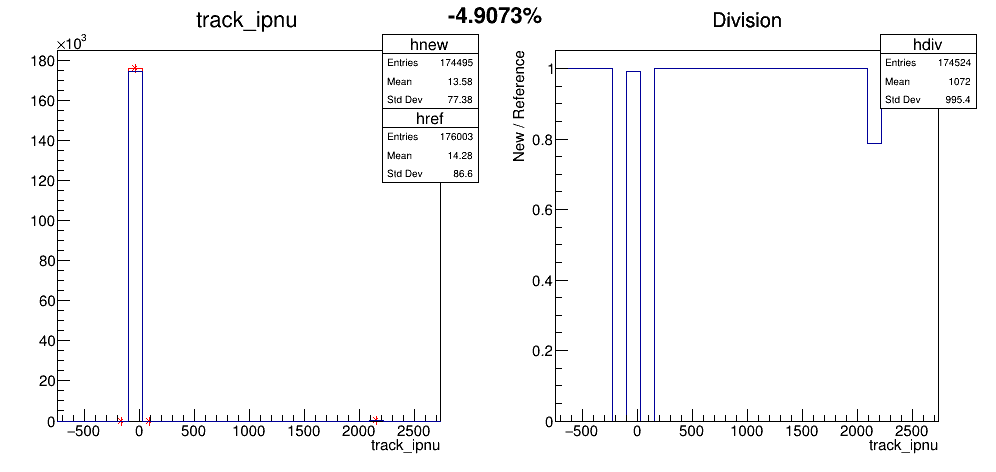 -4.9073%
track_ipnu
×10³
hnew
Entries 174495
Mean 13.58
Std Dev 77.38
href
Entries 176003
Mean 14.28
Std Dev 86.6
180
160
140
120
100
80
60
40
20
0
−500 0 500 1000 1500 2000 2500
track_ipnu
Division
hdiv
Entries 174524
Mean 1072
Std Dev 995.4
New / Reference
1
0.8
0.6
0.4
0.2
0
−500 0 500 1000 1500 2000 2500
track_ipnu